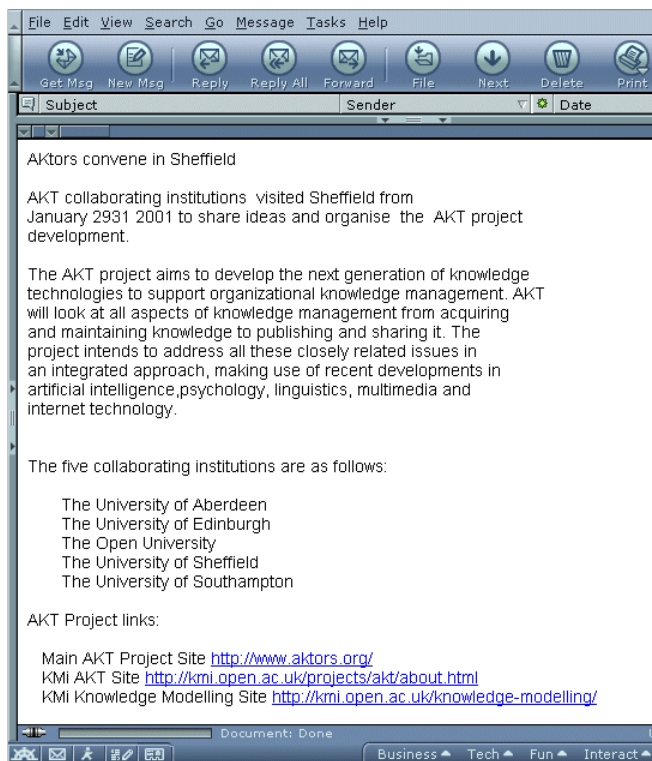 File Edit View Search Go Message Tasks Help
Get Msg New Msg Reply Reply All Forward File Next Delete Print
Subject Sender Date
AKtors convene in Sheffield
AKT collaborating institutions visited Sheffield from
January 2931 2001 to share ideas and organise the AKT project
development.
The AKT project aims to develop the next generation of knowledge
technologies to support organizational knowledge management. AKT
will look at all aspects of knowledge management from acquiring
and maintaining knowledge to publishing and sharing it. The
project intends to address all these closely related issues in
an integrated approach, making use of recent developments in
artificial intelligence,psychology, linguistics, multimedia and
internet technology.
The five collaborating institutions are as follows:
The University of Aberdeen
The University of Edinburgh
The Open University
The University of Sheffield
The University of Southampton
AKT Project links:
Main AKT Project Site http://www.aktors.org/
KMi AKT Site http://kmi.open.ac.uk/projects/akt/about.html
KMi Knowledge Modelling Site http://kmi.open.ac.uk/knowledge-modelling/
Document: Done
Business Tech Fun Interact